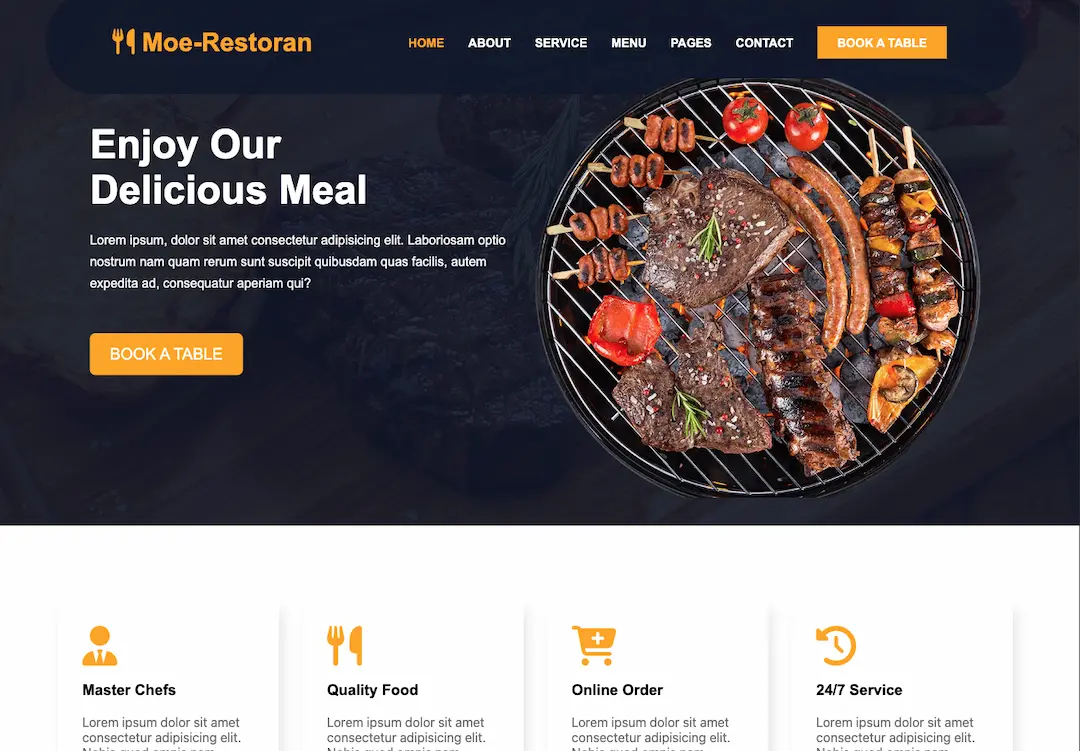 Moe-Restoran
HOME ABOUT SERVICE MENU PAGES CONTACT BOOK A TABLE
Enjoy Our
Delicious Meal
Lorem ipsum, dolor sit amet consectetur adipisicing elit. Laboriosam optio
nostrum nam quam rerum sunt suscipit quibusdam quas facilis, autem
expedita ad, consequatur aperiam qui?
BOOK A TABLE
Master Chefs
Lorem ipsum dolor sit amet
consectetur adipisicing elit.
Quality Food
Lorem ipsum dolor sit amet
consectetur adipisicing elit.
Online Order
Lorem ipsum dolor sit amet
consectetur adipisicing elit.
24/7 Service
Lorem ipsum dolor sit amet
consectetur adipisicing elit.